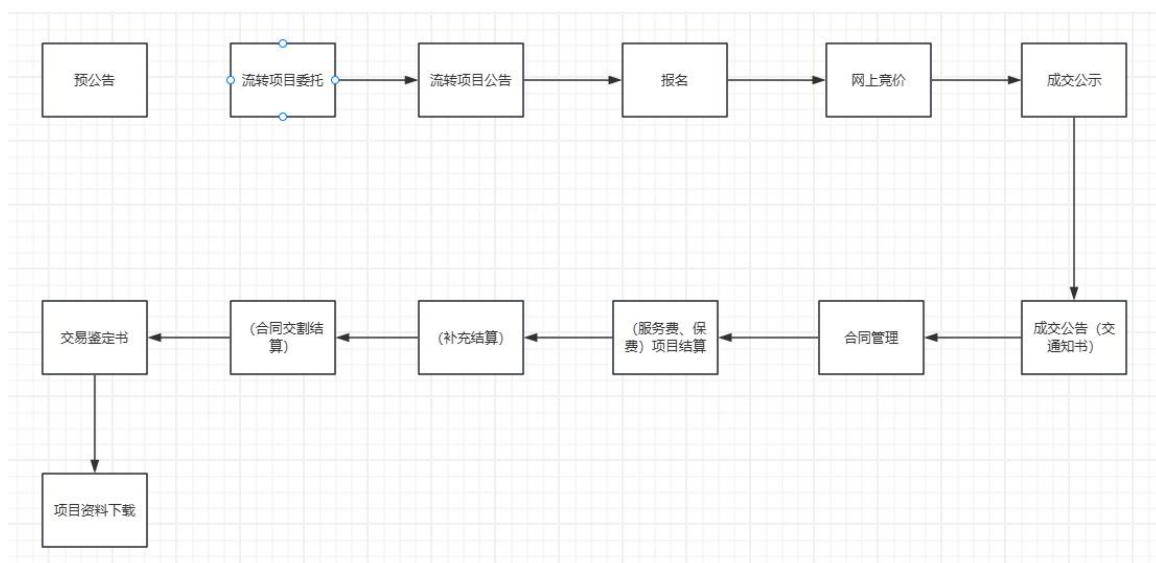 预公告
流转项目委托
流转项目公告
报名
网上竞价
成交公示
交易鉴定书
（合同交割结
算）
（补充结算）
（服务费、保
费）项目结算
合同管理
成交公告（交
通知书）
项目资料下载